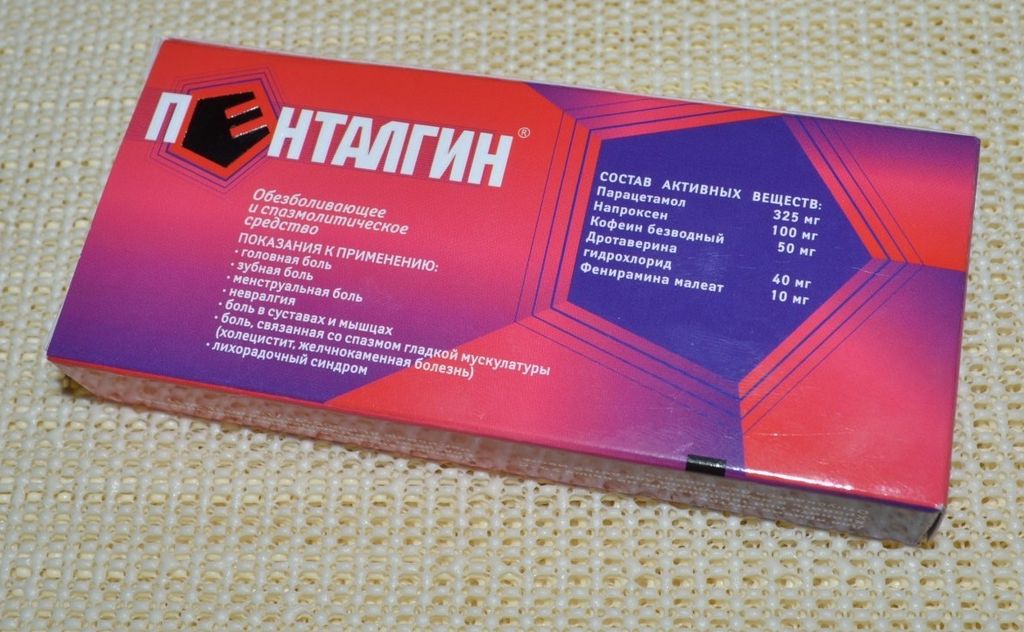 ПЕНТАЛГИН®
Обезболивающее
и спазмолитическое
средство
ПОКАЗАНИЯ К ПРИМЕНЕНИЮ:
• головная боль
• зубная боль
• менструальная боль
• невралгия
• боль в суставах и мышцах
• боль, связанная со спазмом гладкой мускулатуры
(холецистит, желчнокаменная болезнь)
• лихорадочный синдром
СОСТАВ АКТИВНЫХ ВЕЩЕСТВ:
Парацетамол 325 мг
Напроксен 100 мг
Кофеин безводный 50 мг
Дротаверина
гидрохлорид 40 мг
Фенирамина малеат 10 мг